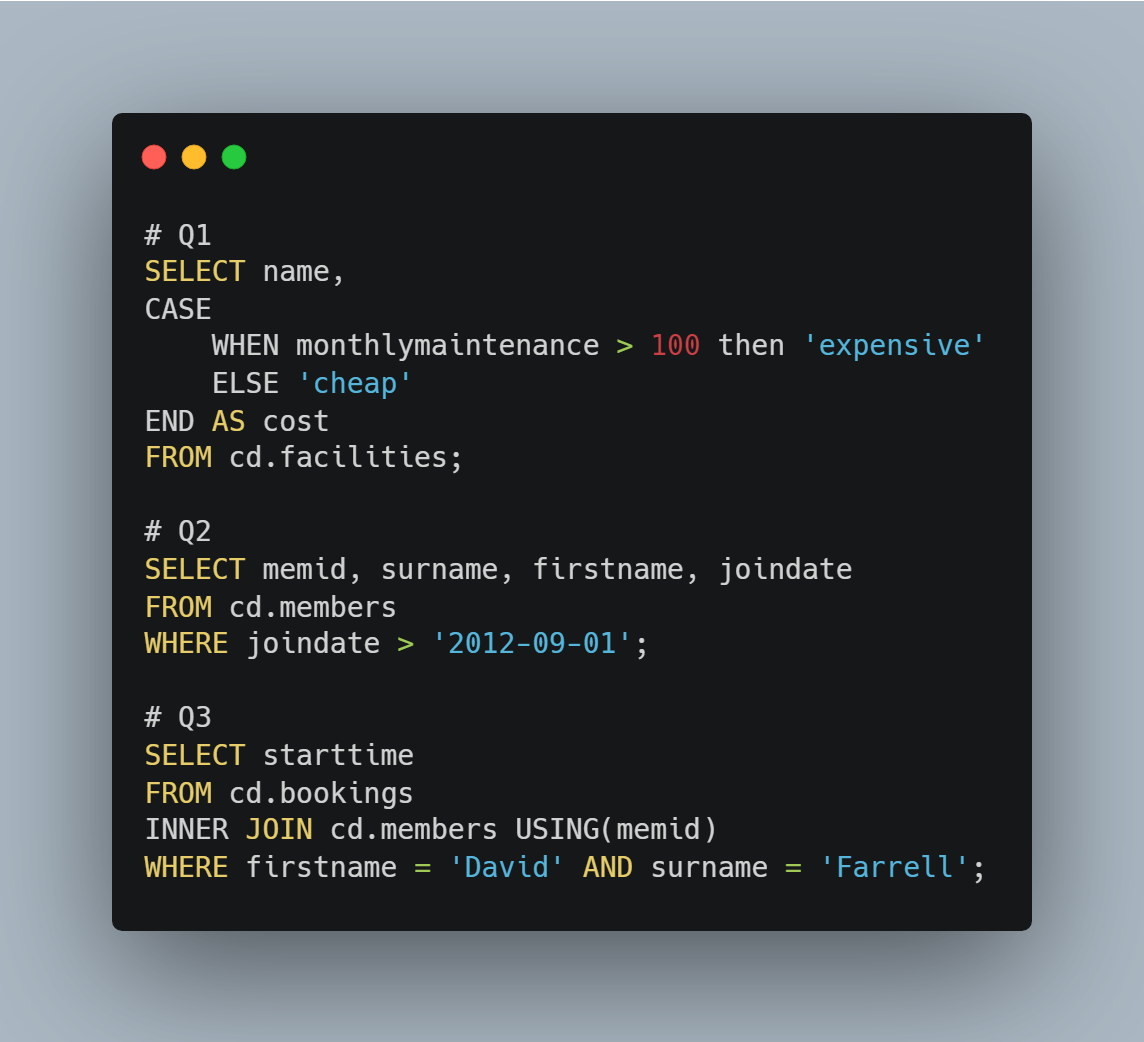 # Q1
SELECT name,
CASE
    WHEN monthlymaintenance > 100 then 'expensive'
    ELSE 'cheap'
END AS cost
FROM cd.facilities;

# Q2
SELECT memid, surname, firstname, joindate
FROM cd.members
WHERE joindate > '2012-09-01';

# Q3
SELECT starttime
FROM cd.bookings
INNER JOIN cd.members USING(memid)
WHERE firstname = 'David' AND surname = 'Farrell';